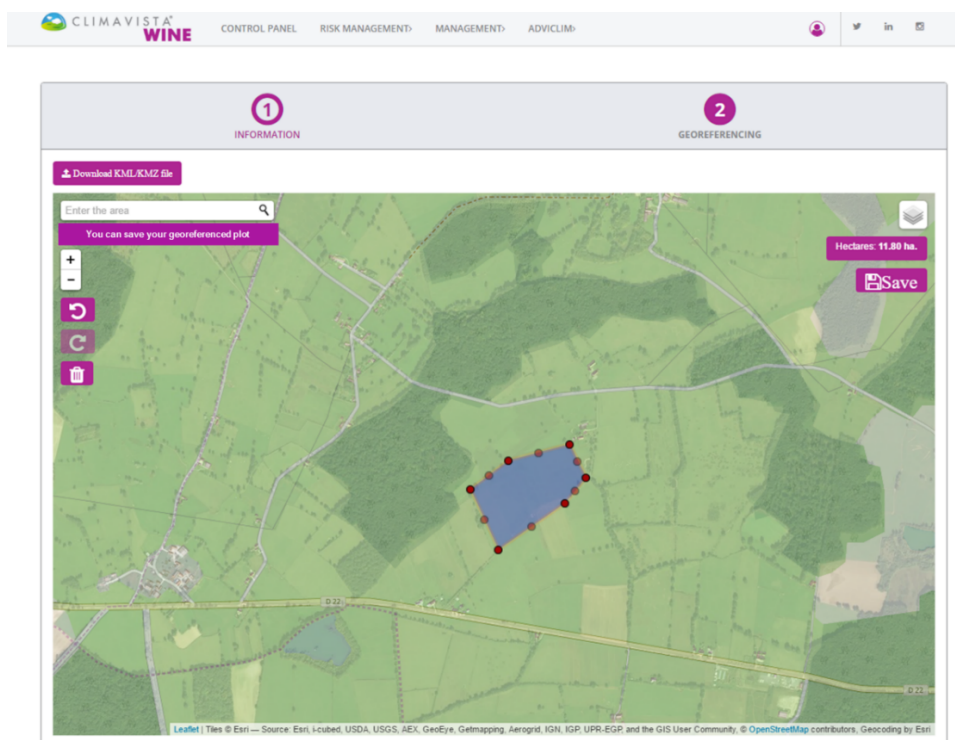 CLIMAVISTA
WINE
CONTROL PANEL RISK MANAGEMENT› MANAGEMENT› ADVICLIM›
1 2
INFORMATION GEOREFERENCING
Download KML/KMZ file
Enter the area
You can save your georeferenced plot
Hectares: 11.80 ha.
+
Save
-
D 22
D 22
Leaflet | Tiles © Esri — Source: Esri, i-cubed, USDA, USGS, AEX, GeoEye, Getmapping, Aerogrid, IGN, IGP, UPR-EGP, and the GIS User Community, © OpenStreetMap contributors, Geocoding by Esri